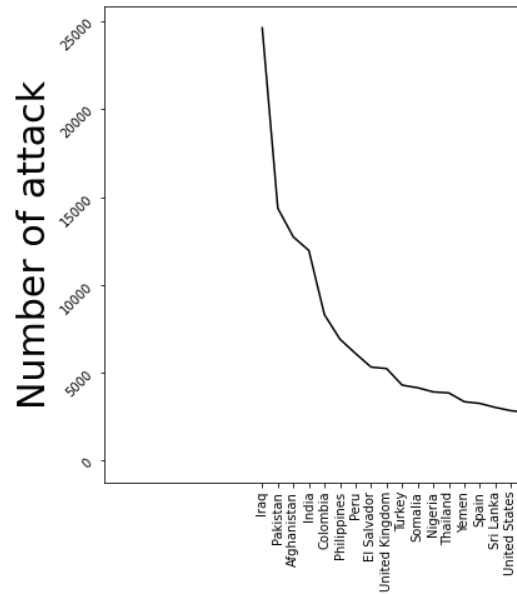 Number of attack
25000
20000
15000
10000
5000
0
Iraq
Pakistan
Afghanistan
India
Colombia
Philippines
Peru
El Salvador
United Kingdom
Turkey
Somalia
Nigeria
Thailand
Yemen
Spain
Sri Lanka
United States